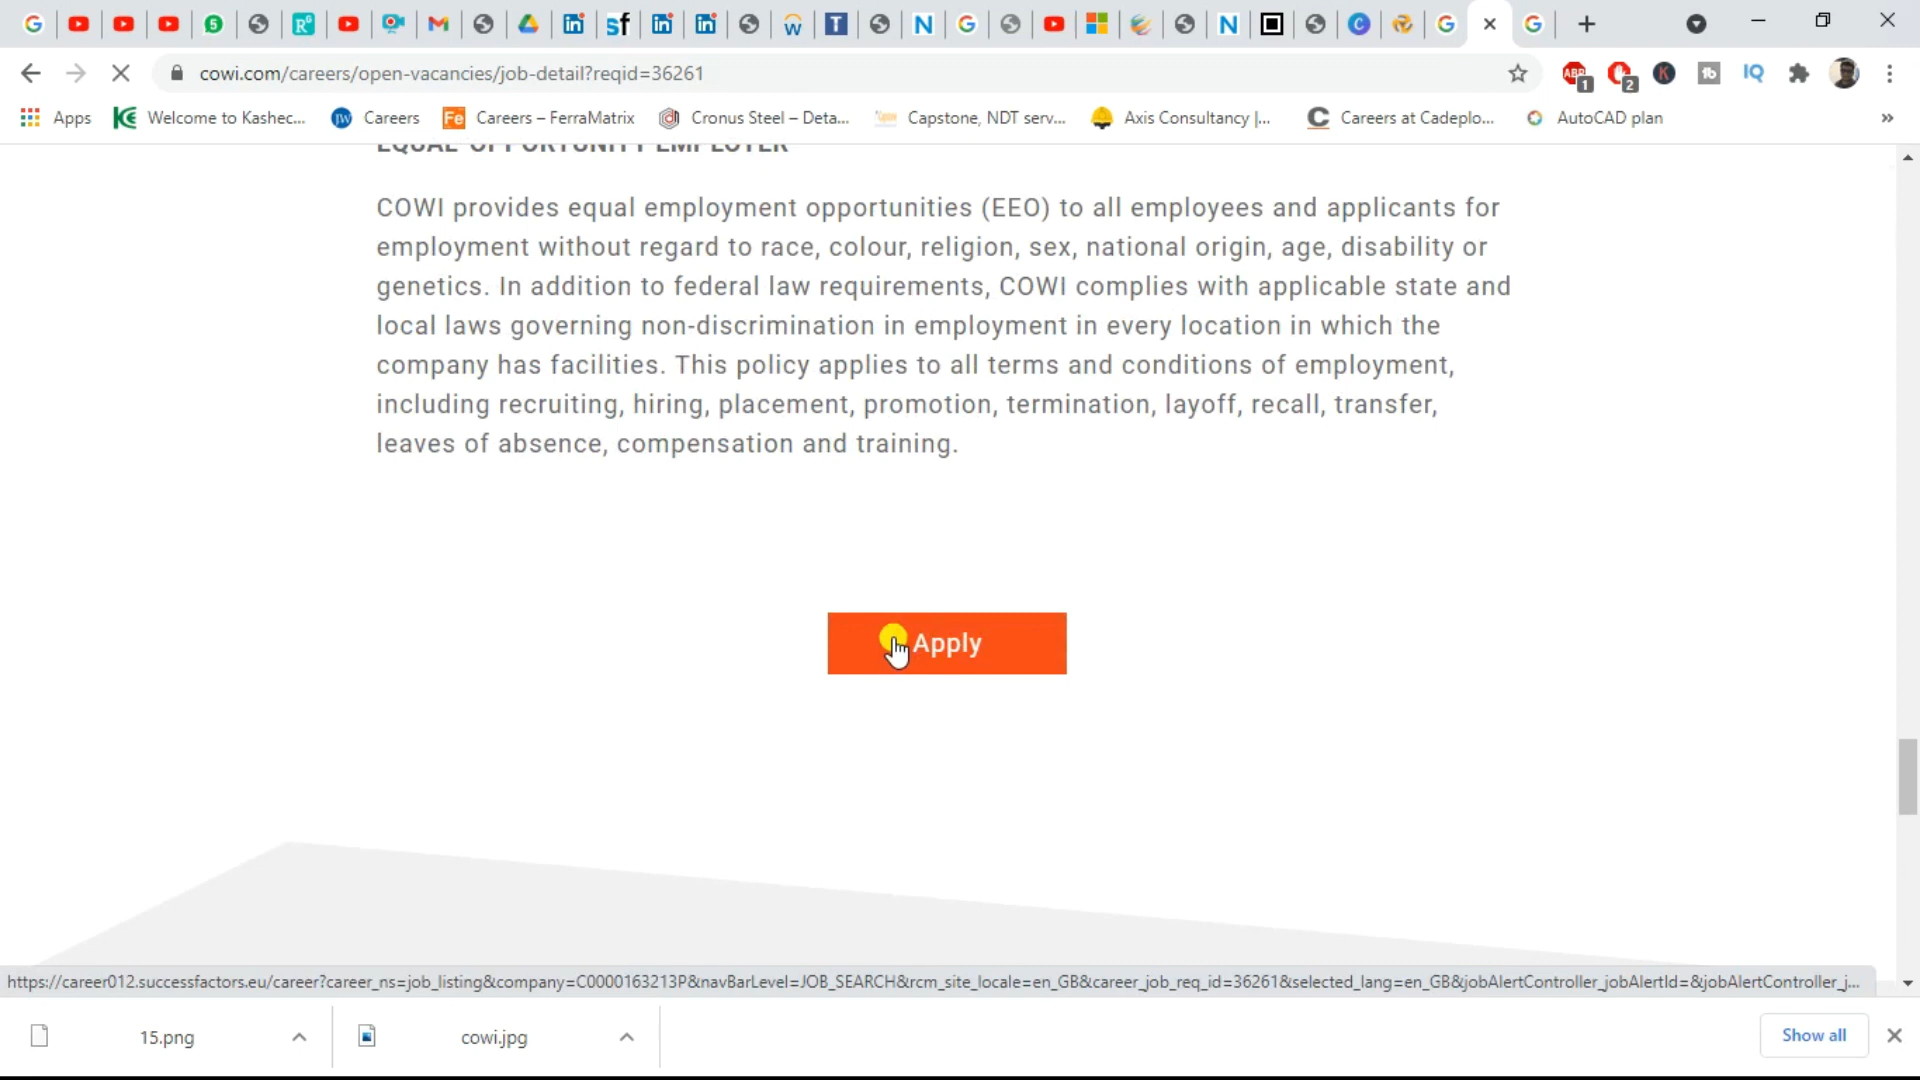 cowi.com/careers/open-vacancies/job-detail?reqid=36261
Apps
Welcome to Kashec...
Careers
Careers – FerraMatrix
Cronus Steel – Deta...
Capstone, NDT serv...
Axis Consultancy |...
Careers at Cadeplo...
AutoCAD plan
»
EQUAL OPPORTUNITY EMPLOYER
COWI provides equal employment opportunities (EEO) to all employees and applicants for
employment without regard to race, colour, religion, sex, national origin, age, disability or
genetics. In addition to federal law requirements, COWI complies with applicable state and
local laws governing non-discrimination in employment in every location in which the
company has facilities. This policy applies to all terms and conditions of employment,
including recruiting, hiring, placement, promotion, termination, layoff, recall, transfer,
leaves of absence, compensation and training.
Apply
https://career012.successfactors.eu/career?career_ns=job_listing&company=C0000163213P&navBarLevel=JOB_SEARCH&rcm_site_locale=en_GB&career_job_req_id=36261&selected_lang=en_GB&jobAlertController_jobAlertId=&jobAlertController_j...
15.png
cowi.jpg
Show all